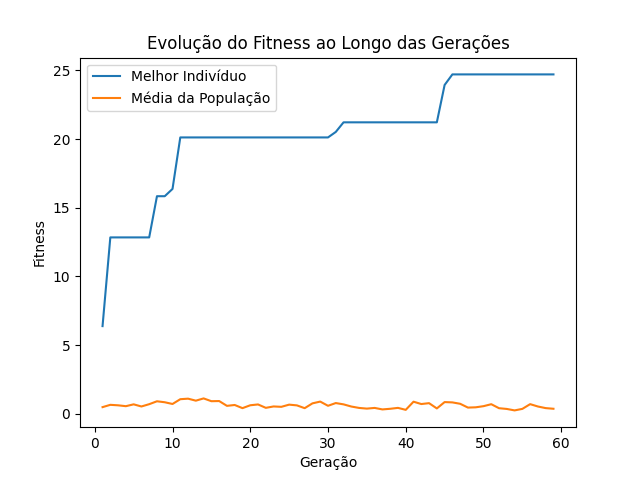 Evolução do Fitness ao Longo das Gerações
Melhor Indivíduo
Média da População
25
20
15
10
5
0
Fitness
0 10 20 30 40 50 60
Geração